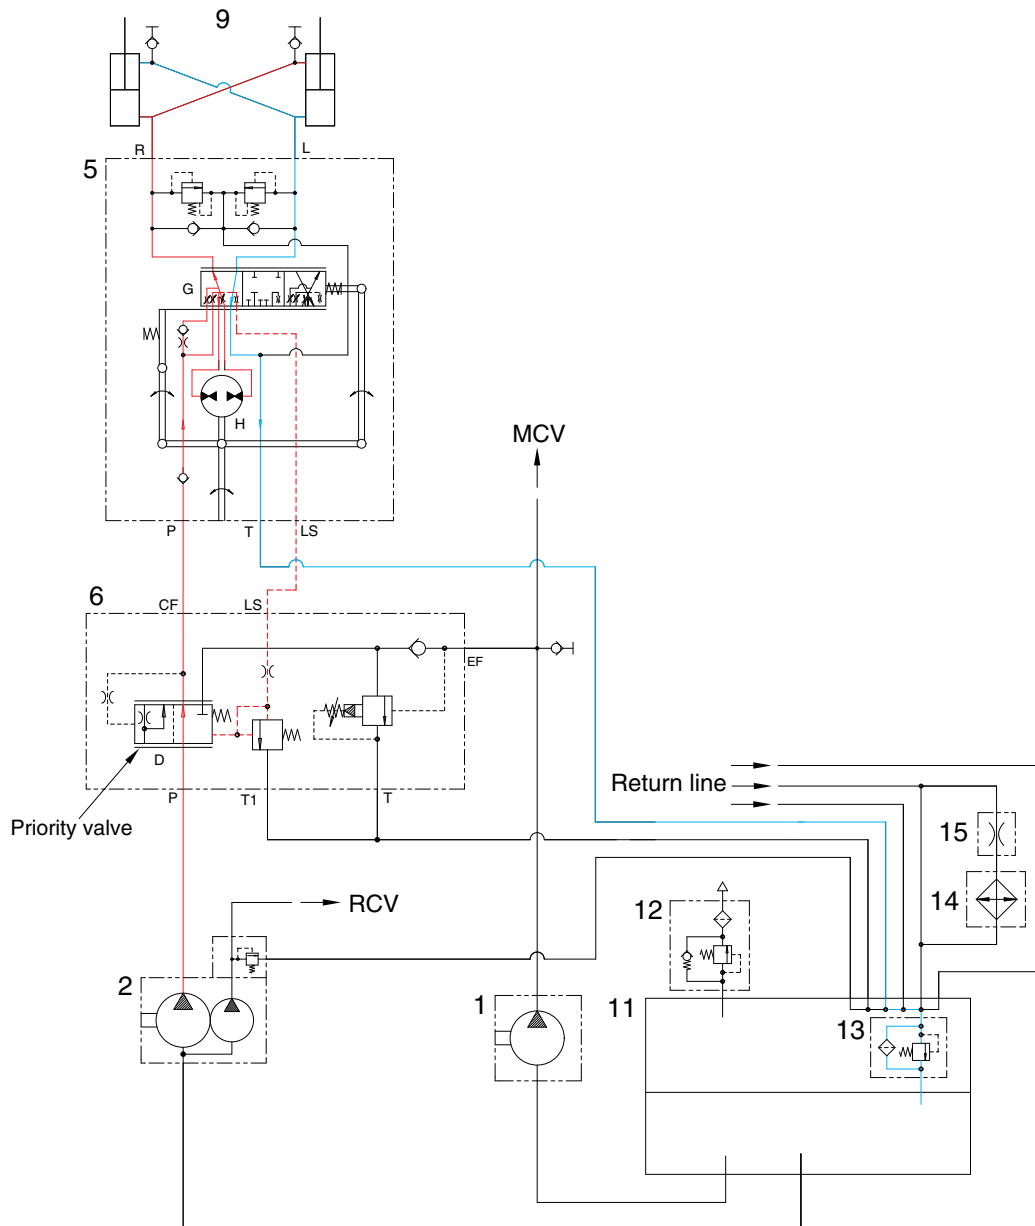 9
R
L
5
G
H
MCV
P
T
LS
6
CF
LS
EF
D
P
T1
T
Return line
Priority valve
15
RCV
12
14
2
1
11
13